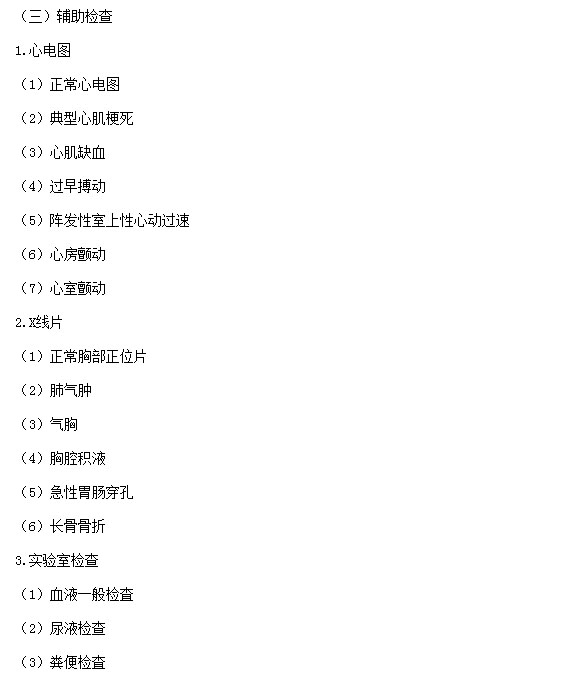 （三）辅助检查
1.心电图
（1）正常心电图
（2）典型心肌梗死
（3）心肌缺血
（4）过早搏动
（5）阵发性室上性心动过速
（6）心房颤动
（7）心室颤动
2.X线片
（1）正常胸部正位片
（2）肺气肿
（3）气胸
（4）胸腔积液
（5）急性胃肠穿孔
（6）长骨骨折
3.实验室检查
（1）血液一般检查
（2）尿液检查
（3）粪便检查